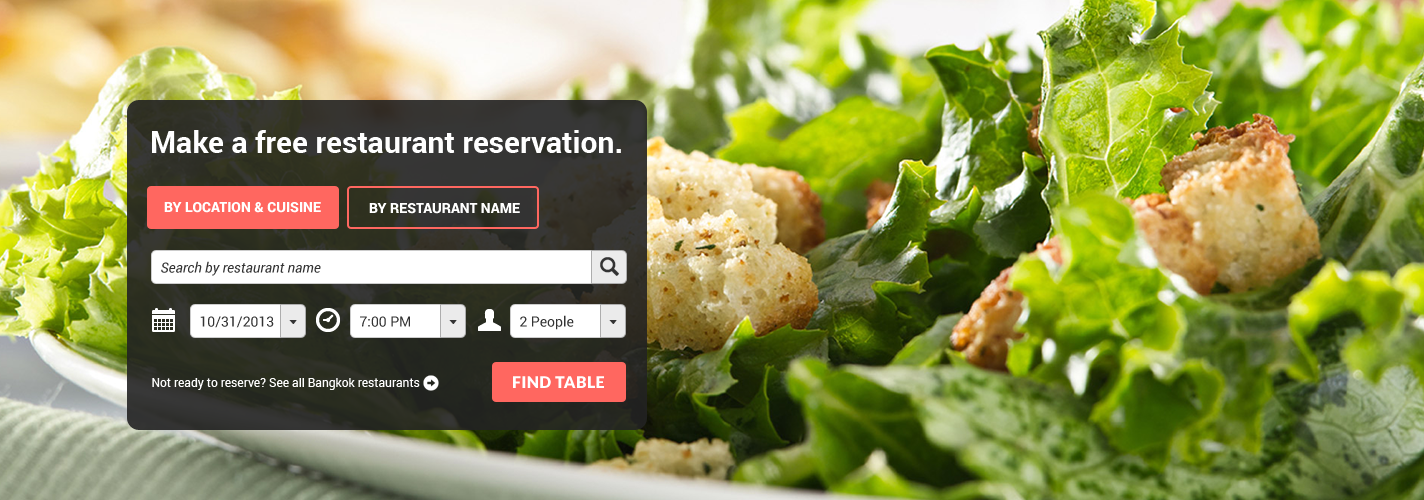 Make a free restaurant reservation.
BY LOCATION & CUISINE BY RESTAURANT NAME
Search by restaurant name
10/31/2013 7:00 PM 2 People
Not ready to reserve? See all Bangkok restaurants FIND TABLE